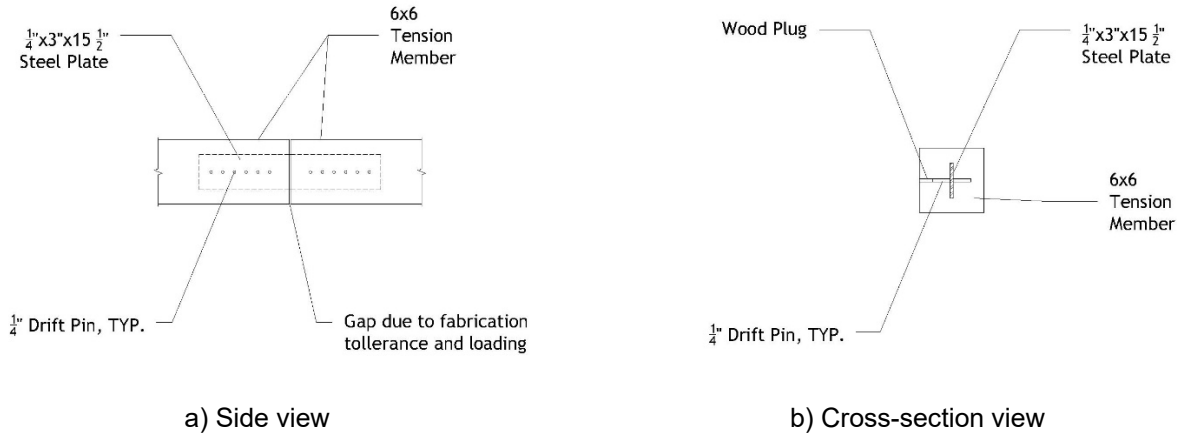 1/4"x3"x15 1/2"
Steel Plate
6x6
Tension
Member
1/4" Drift Pin, TYP.
Gap due to fabrication
tollerance and loading
a) Side view
Wood Plug
1/4"x3"x15 1/2"
Steel Plate
6x6
Tension
Member
1/4" Drift Pin, TYP.
b) Cross-section view